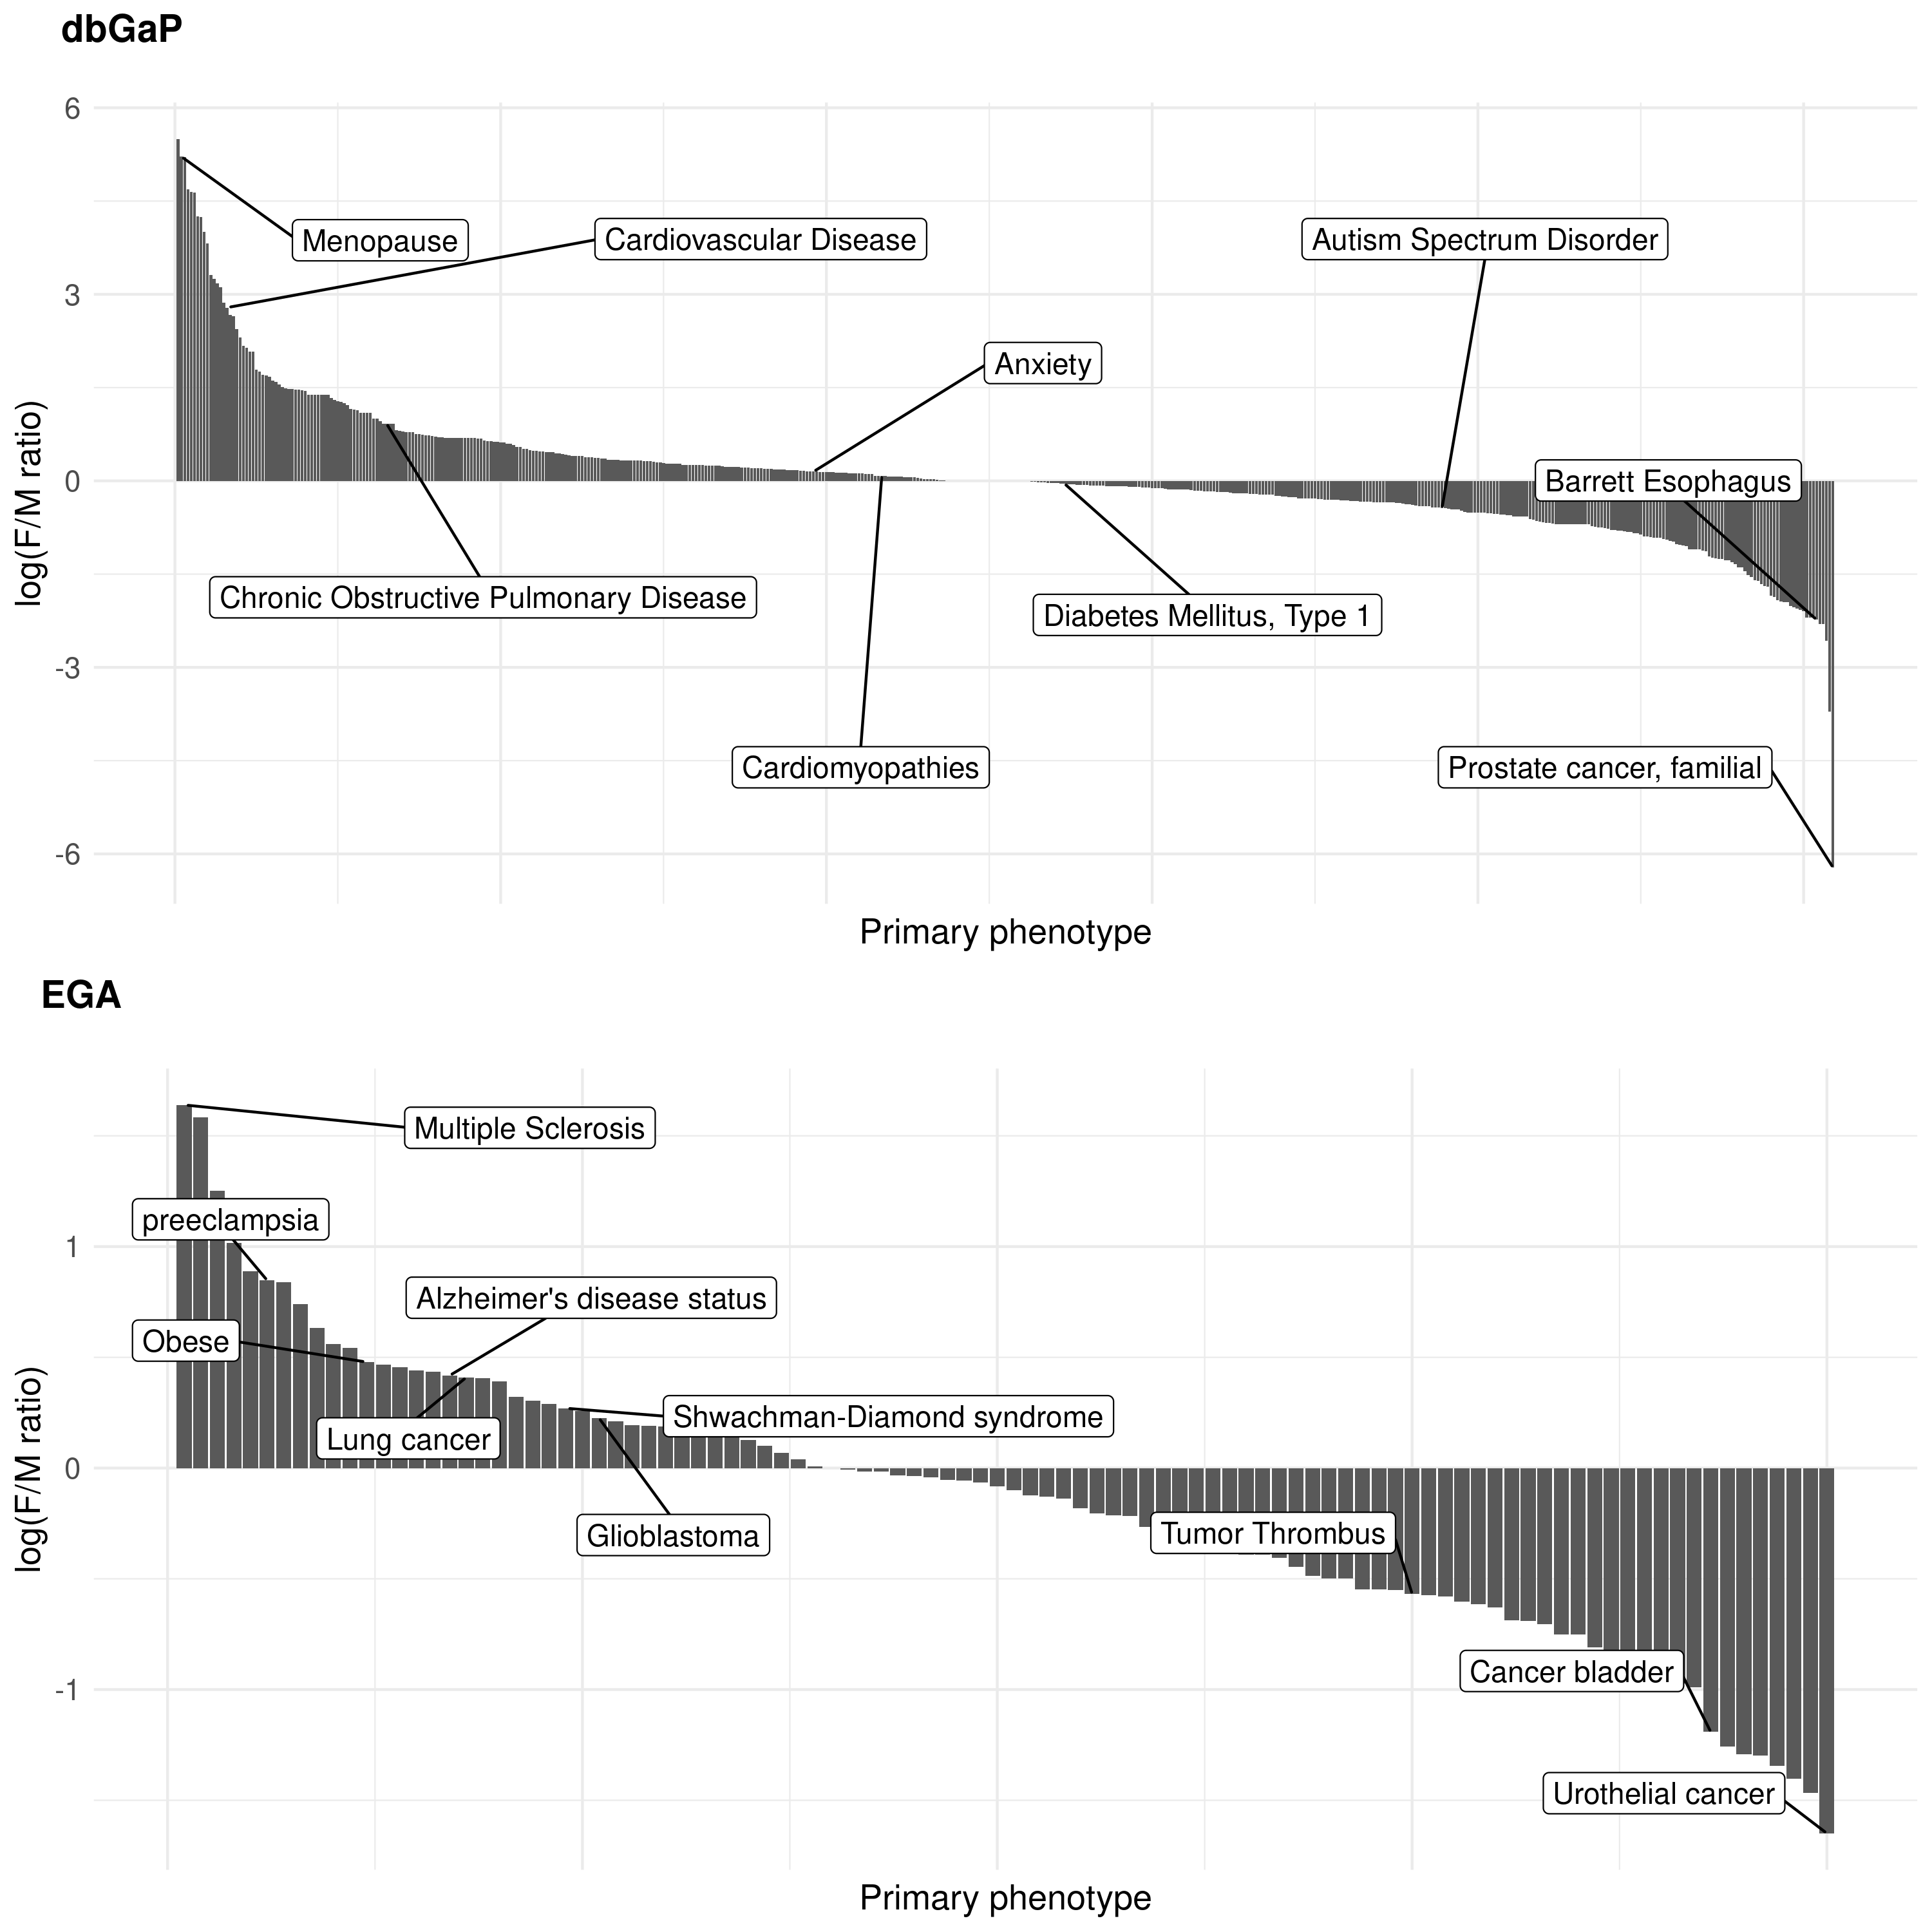 dbGaP
6
Menopause
Cardiovascular Disease
Autism Spectrum Disorder
3
Anxiety
log(F/M ratio)
0
Barrett Esophagus
Chronic Obstructive Pulmonary Disease
Diabetes Mellitus, Type 1
-3
Cardiomyopathies
Prostate cancer, familial
-6
Primary phenotype
EGA
Multiple Sclerosis
preeclampsia
1
Alzheimer's disease status
Obese
Shwachman-Diamond syndrome
Lung cancer
log(F/M ratio)
0
Glioblastoma
Tumor Thrombus
Cancer bladder
-1
Urothelial cancer
Primary phenotype